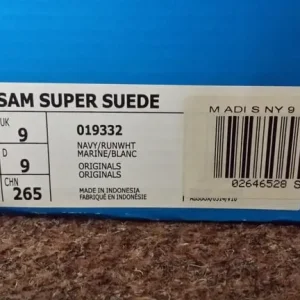 SAM SUPER SUEDE
UK
9
D
9
CHN
265
019332
NAVY/RUNWHT
MARINE/BLANC
ORIGINALS
ORIGINALS
MADE IN INDONESIA
FABRIQUÉ EN INDONÉSIE
M ADI S NY 9
02646528 S